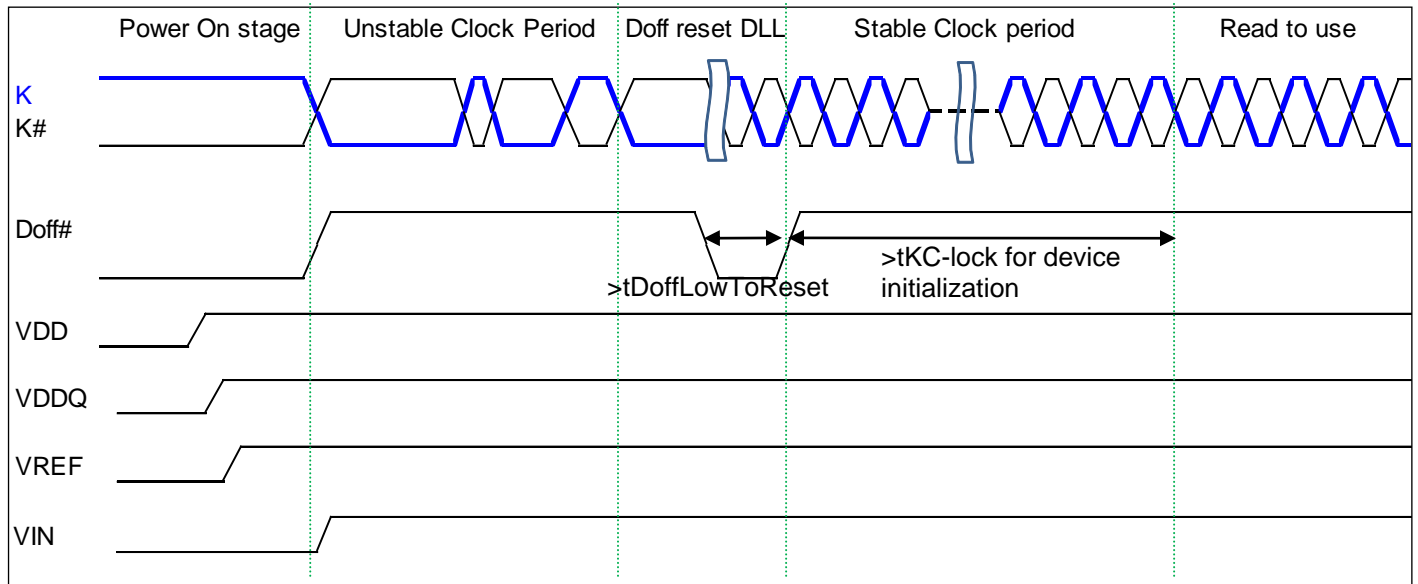 Power On stage
Unstable Clock Period
Doff reset DLL
Stable Clock period
Read to use
K
K#
Doff#
>tDoffLowToReset
>tKC-lock for device
initialization
VDD
VDDQ
VREF
VIN